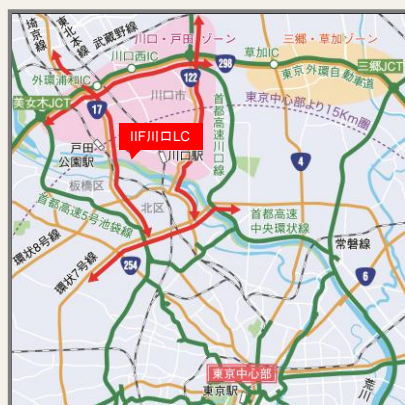 埼京線
東北本線
武蔵野線
川口・戸田ゾーン
三郷・草加ゾーン
川口西IC
草加IC
298
三郷JCT
外環浦和IC
122
東京外環自動車道
川口市
美女木JCT
17
首都高速川口線
東京中心部より15Km圏
IIF川口LC
戸田公園駅
川口駅
4
板橋区
北区
首都高速5号池袋線
首都高速
中央環状線
環状8号線
常磐線
環状7号線
254
6
東京中心部
東京駅
荒川